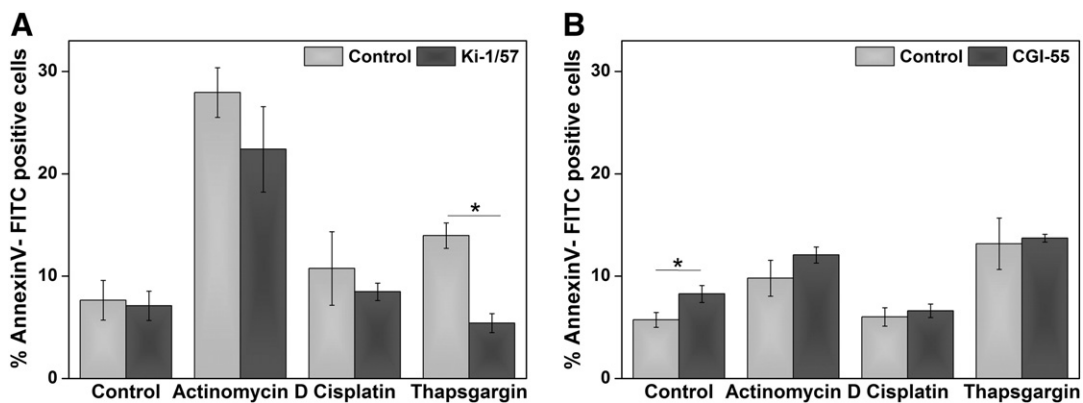 A
% AnnexinV- FITC positive cells
30
20
10
0
Control Ki-1/57
*
Control Actinomycin D Cisplatin Thapsgargin
B
% AnnexinV- FITC positive cells
30
20
10
0
Control CGI-55
*
Control Actinomycin D Cisplatin Thapsgargin